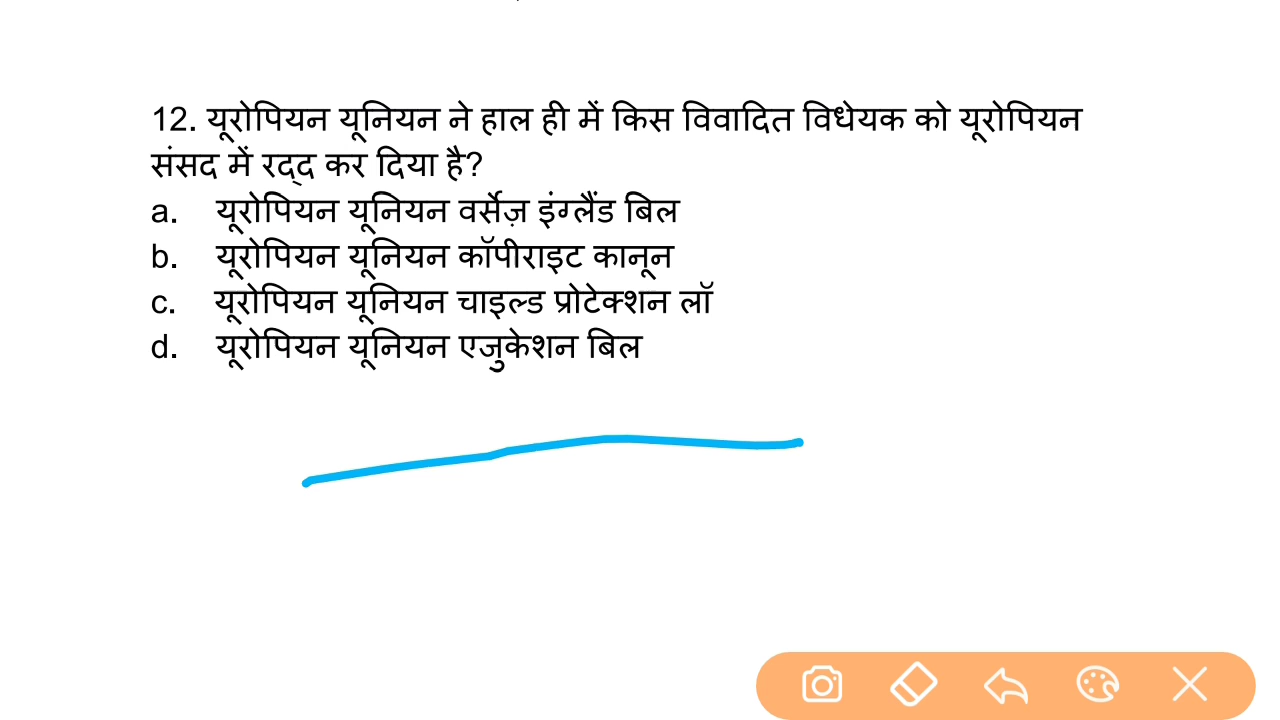 12. यूरोपियन यूनियन ने हाल ही में किस विवादित विधेयक को यूरोपियन
संसद में रद्द कर दिया है?
a. यूरोपियन यूनियन वर्सेज़ इंग्लैंड बिल
b. यूरोपियन यूनियन कॉपीराइट कानून
c. यूरोपियन यूनियन चाइल्ड प्रोटेक्शन लॉ
d. यूरोपियन यूनियन एजुकेशन बिल